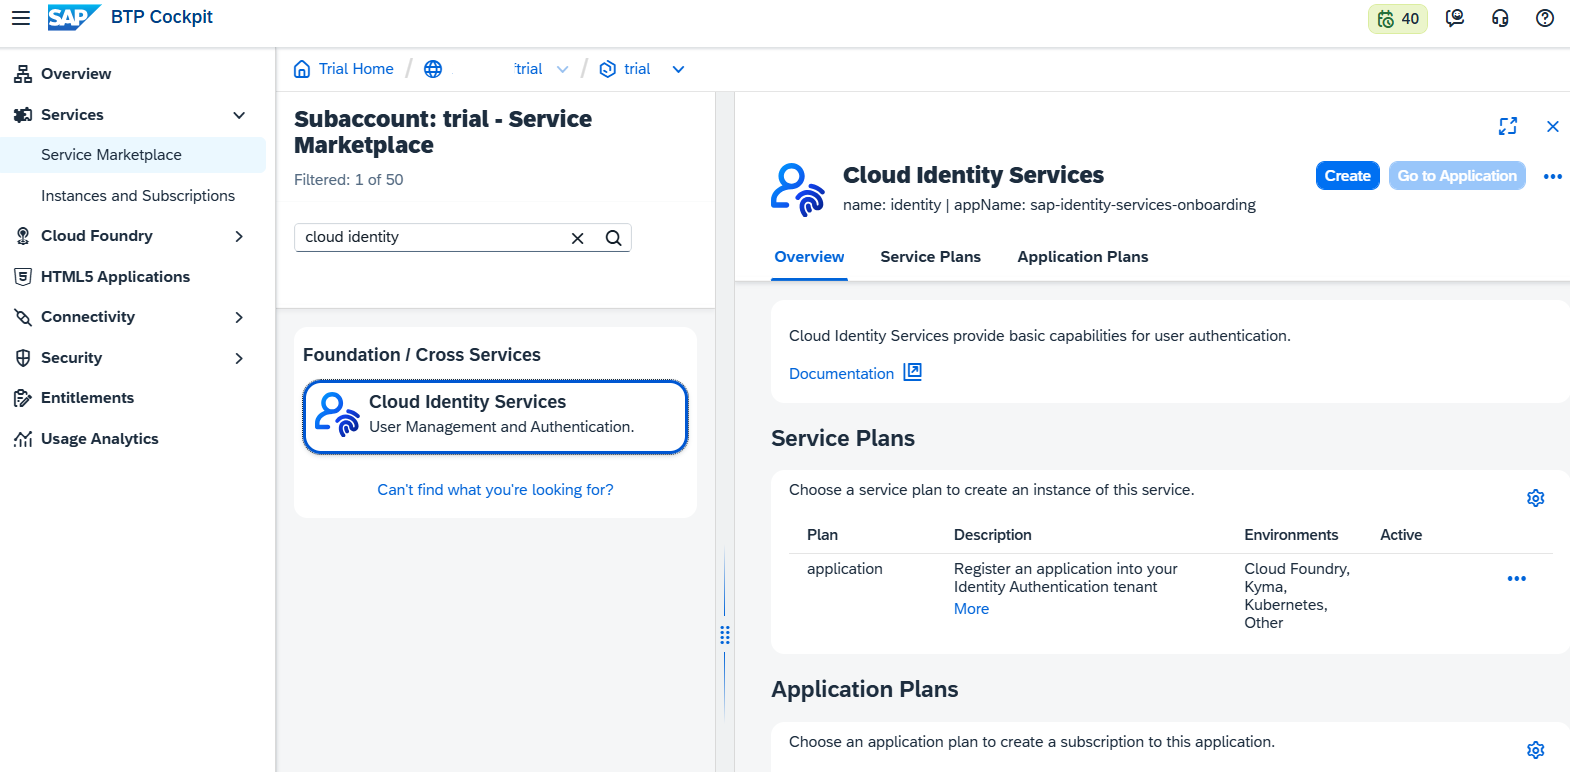 SAP BTP Cockpit
40
Overview
Services
Service Marketplace
Instances and Subscriptions
Cloud Foundry
HTML5 Applications
Connectivity
Security
Entitlements
Usage Analytics
Trial Home / trial / trial
Subaccount: trial - Service
Marketplace
Filtered: 1 of 50
cloud identity
Foundation / Cross Services
Cloud Identity Services
User Management and Authentication.
Can't find what you're looking for?
Cloud Identity Services
name: identity | appName: sap-identity-services-onboarding
Create
Go to Application
Overview Service Plans Application Plans
Cloud Identity Services provide basic capabilities for user authentication.
Documentation
Service Plans
Choose a service plan to create an instance of this service.
Plan Description Environments Active
application Register an application into your Cloud Foundry,
Identity Authentication tenant Kyma,
More Kubernetes,
Other
Application Plans
Choose an application plan to create a subscription to this application.